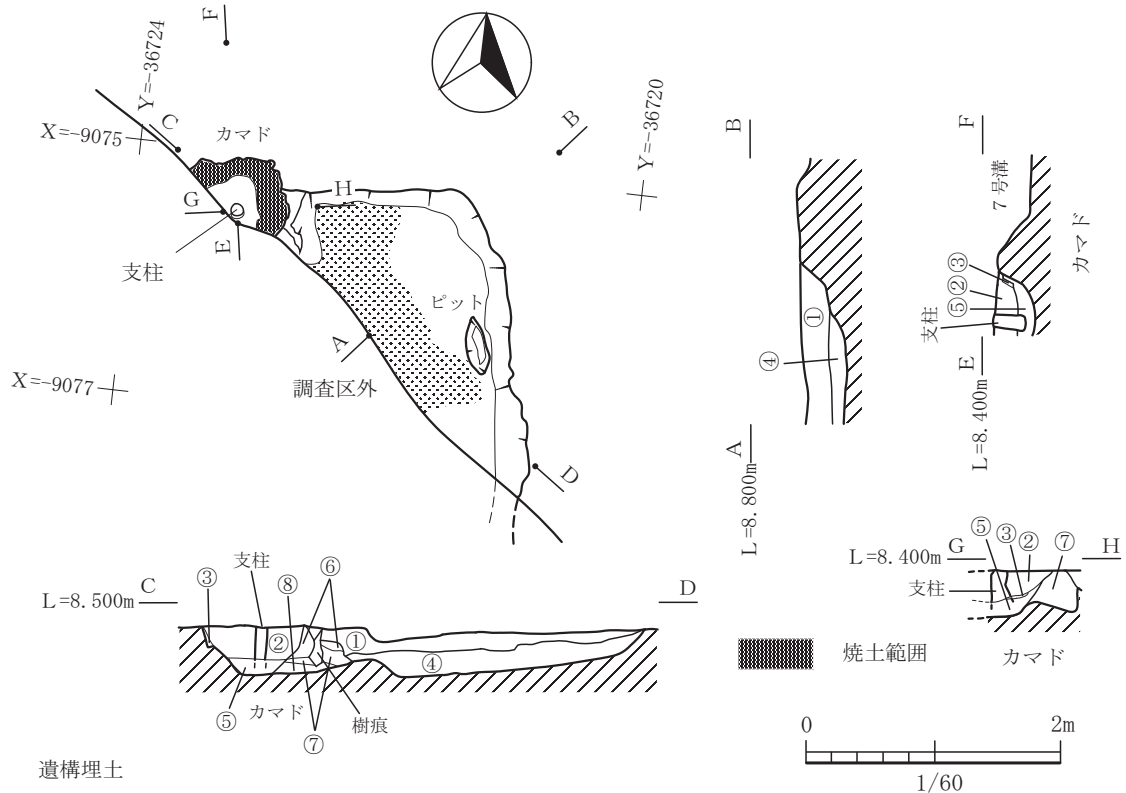 F
Y=-36724
C
X=-9075
カマド
B
Y=-36720
H
G
E
支柱
ピット
A
調査区外
X=-9077
D
B
①
④
A
L=8.800m
F
7号溝
カマド
③
②
⑤
支柱
E
L=8.400m
L=8.400m
G
⑤
③
②
⑦
H
支柱
カマド
L=8.500m
C
③
支柱
⑧
⑥
②
①
④
D
⑤
カマド
⑦
樹痕
焼土範囲
0
2m
1/60
遺構埋土